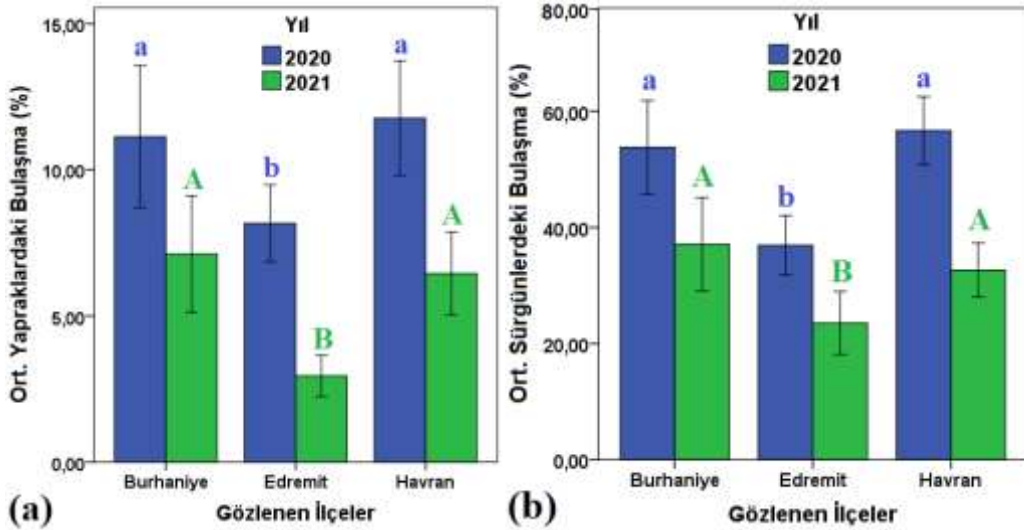 Ort. Yapraklardaki Bulaşma (%)
15,00
10,00
5,00
0,00
Yıl
2020
2021
a
A
b
B
a
A
Burhaniye
Edremit
Havran
Gözlenen İlçeler
(a)
Ort. Sürgünlerdeki Bulaşma (%)
80,00
60,00
40,00
20,00
0,00
Yıl
2020
2021
a
A
b
B
a
A
Burhaniye
Edremit
Havran
Gözlenen İlçeler
(b)